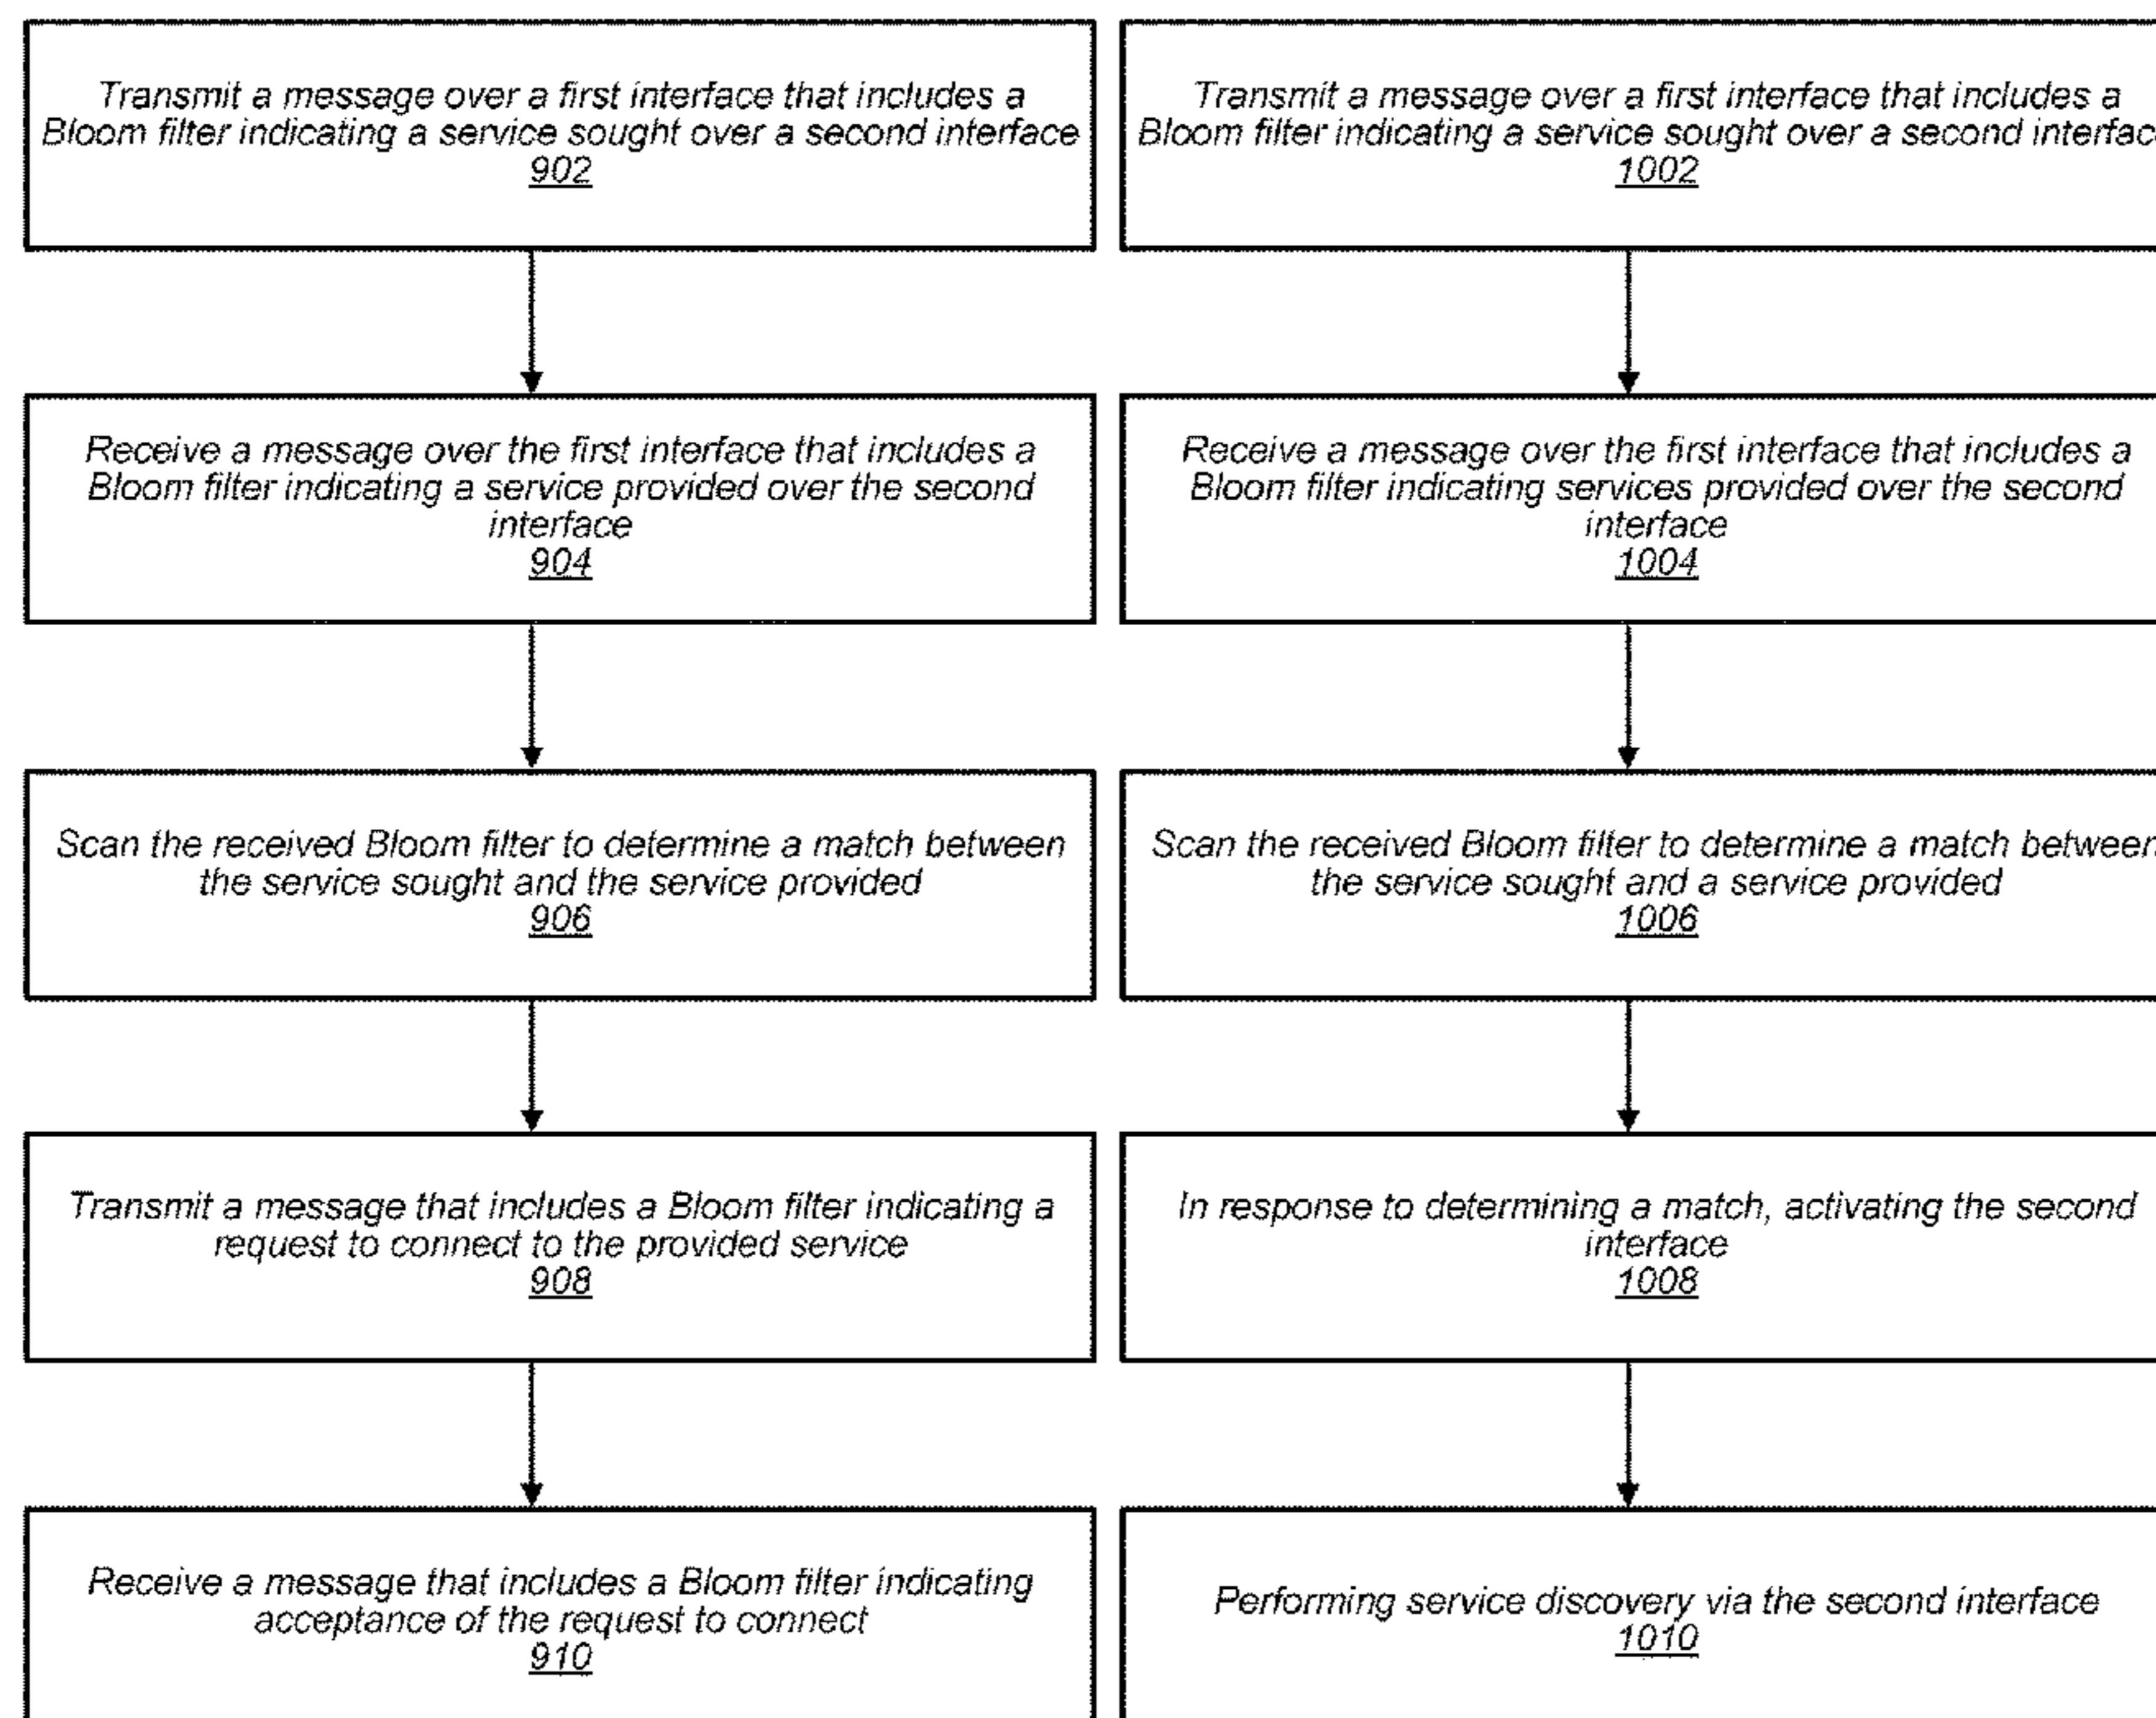 Transmit a message over a first interface that includes a
Bloom filter indicating a service sought over a second interface
902
Receive a message over the first interface that includes a
Bloom filter indicating a service provided over the second
interface
904
Scan the received Bloom filter to determine a match between
the service sought and the service provided
906
Transmit a message that includes a Bloom filter indicating a
request to connect to the provided service
908
Receive a message that includes a Bloom filter indicating
acceptance of the request to connect
910
Transmit a message over a first interface that includes a
Bloom filter indicating a service sought over a second interface
1002
Receive a message over the first interface that includes a
Bloom filter indicating services provided over the second
interface
1004
Scan the received Bloom filter to determine a match between
the service sought and a service provided
1006
In response to determining a match, activating the second
interface
1008
Performing service discovery via the second interface
1010